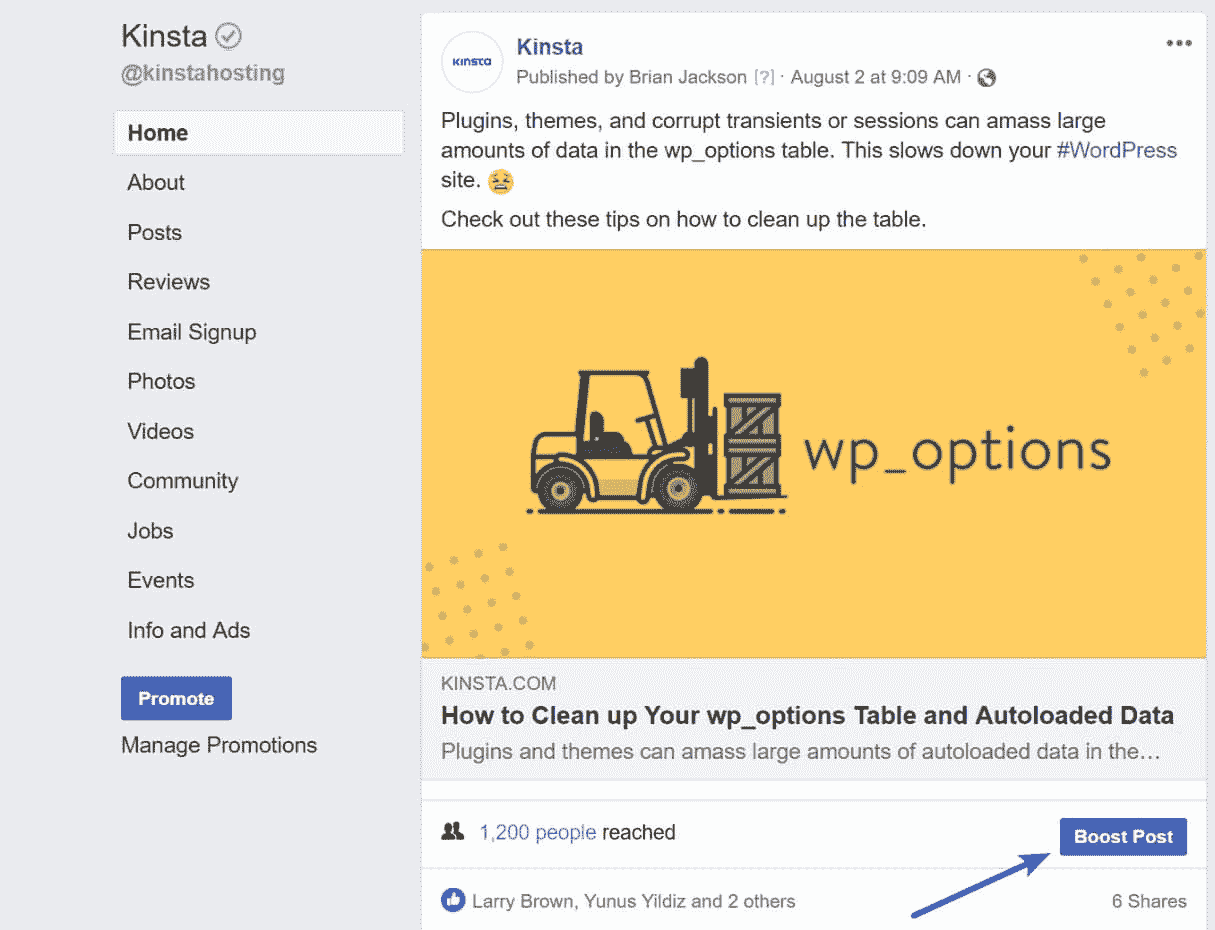 Kinsta
@kinstahosting
Home
About
Posts
Reviews
Email Signup
Photos
Videos
Community
Jobs
Events
Info and Ads
Promote
Manage Promotions
KINSTA
Kinsta
Published by Brian Jackson [?] · August 2 at 9:09 AM ·
Plugins, themes, and corrupt transients or sessions can amass large
amounts of data in the wp_options table. This slows down your #WordPress
site. 😫
Check out these tips on how to clean up the table.
wp_options
KINSTA.COM
How to Clean up Your wp_options Table and Autoloaded Data
Plugins and themes can amass large amounts of autoloaded data in the…
1,200 people reached
Boost Post
Larry Brown, Yunus Yildiz and 2 others
6 Shares